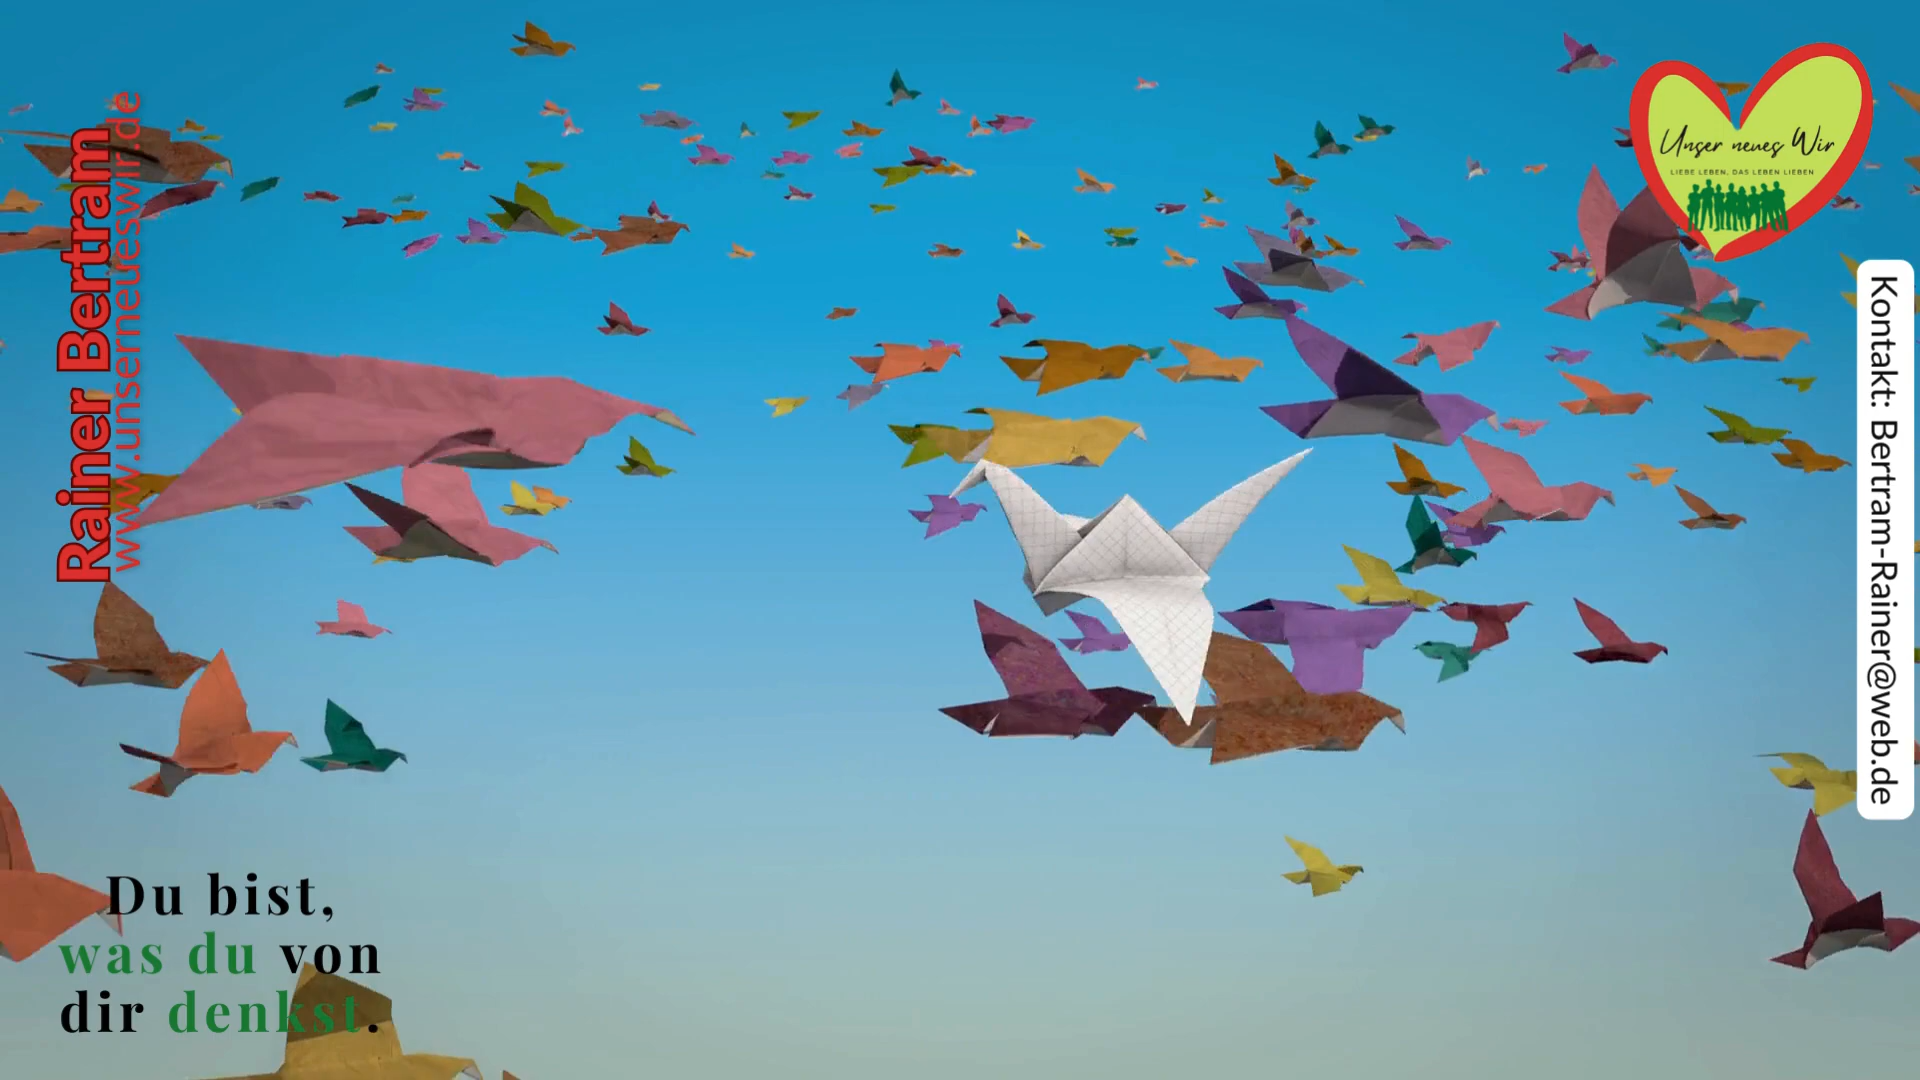 Rainer Bertram
www.unserneueswir.de
Unser neues Wir
LIEBE LEBEN, DAS LEBEN LIEBEN
Kontakt: Bertram-Rainer@web.de
Du bist,
was du von
dir denkst.